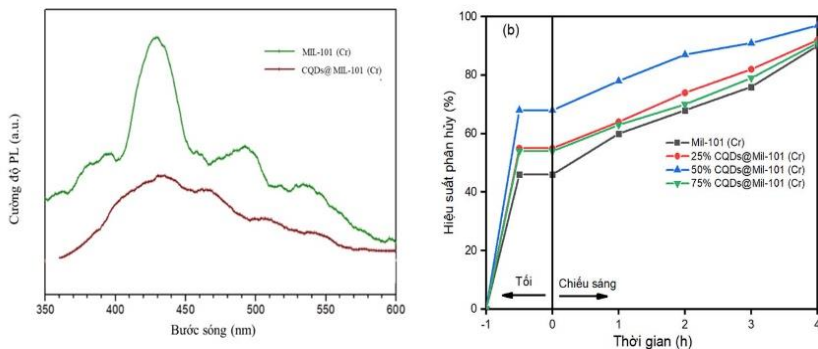 MIL-101 (Cr)
CQDs@MIL-101 (Cr)
Cường độ PL (a.u.)
350
400
450
500
550
600
Bước sóng (nm)
(b)
Hiệu suất phân hủy (%)
100
80
60
40
20
0
Mil-101 (Cr)
25% CQDs@Mil-101 (Cr)
50% CQDs@Mil-101 (Cr)
75% CQDs@Mil-101 (Cr)
Tối
Chiếu sáng
-1
0
1
2
3
4
Thời gian (h)